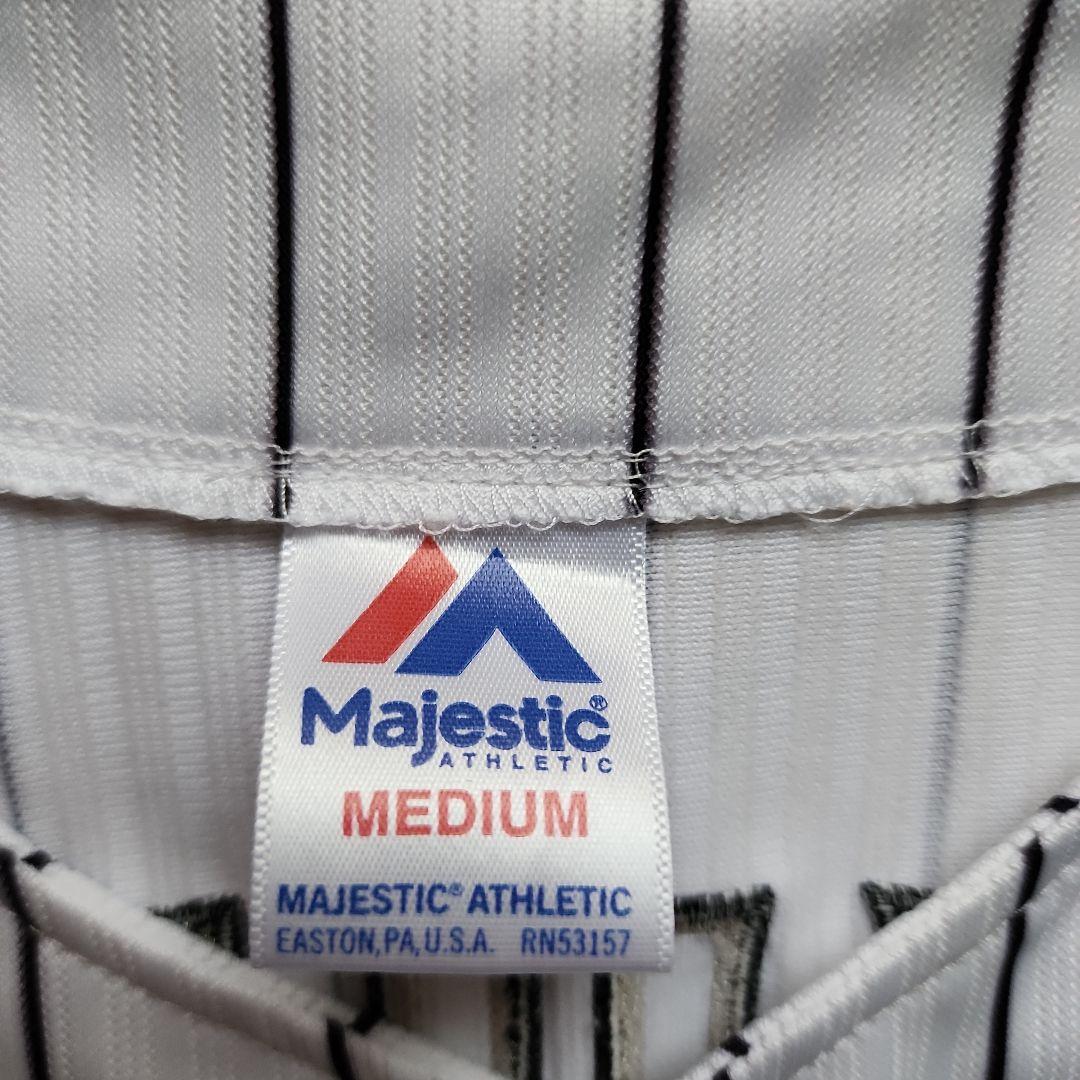 Majestic®
ATHLETIC
MEDIUM
MAJESTIC® ATHLETIC
EASTON, PA, U.S.A. RN53157